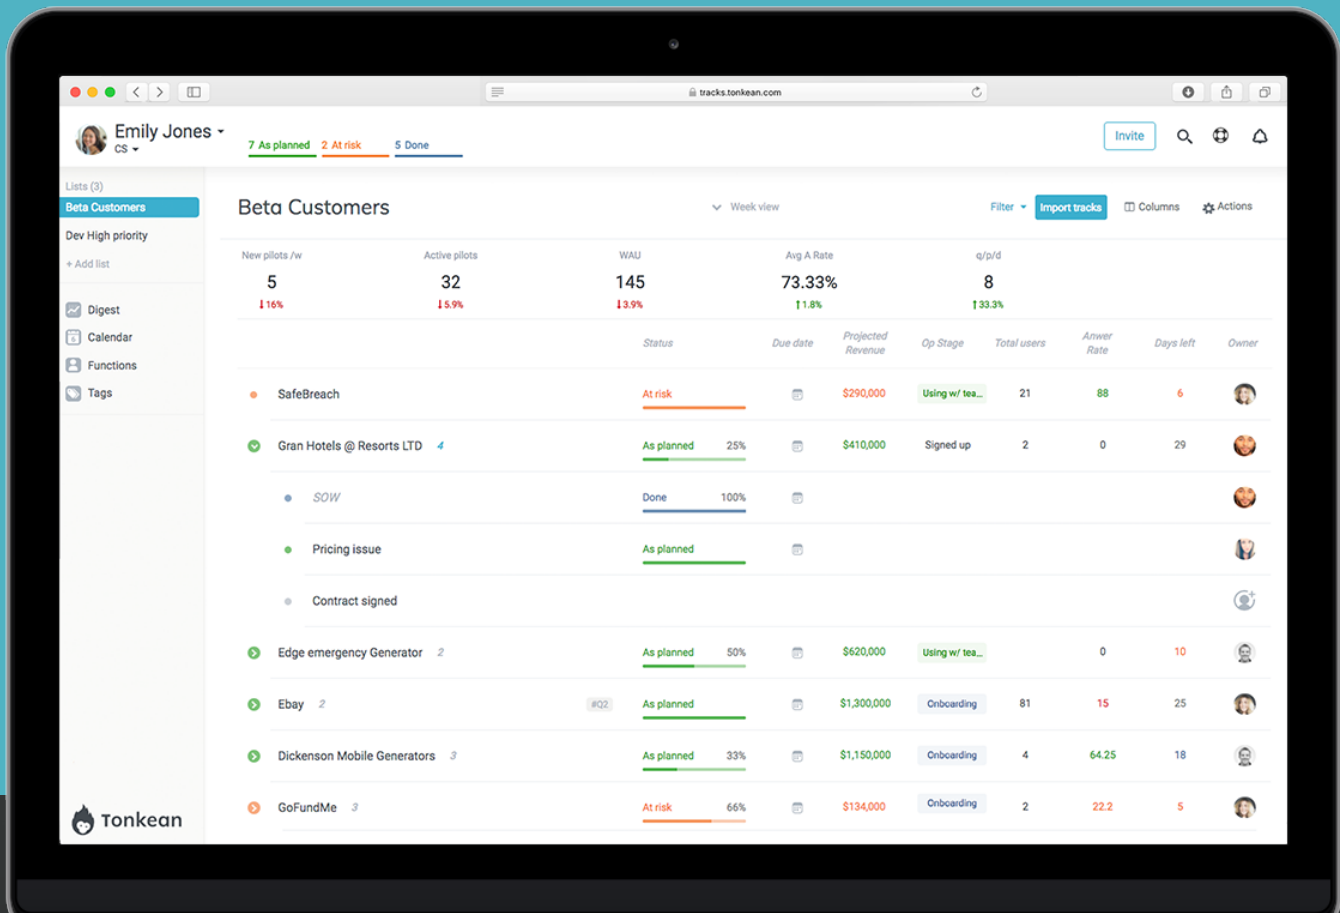 tracks.tonkean.com
Emily Jones
CS
7 As planned 2 At risk 5 Done
Invite
Lists (3)
Beta Customers
Dev High priority
+ Add list
Digest
Calendar
Functions
Tags
Tonkean
Beta Customers
Week view
Filter
Import tracks
Columns
Actions
New pilots /w Active pilots WAU Avg A Rate q/p/d
5 32 145 73.33% 8
↓16% ↓5.9% ↓3.9% ↑1.8% ↑33.3%
Status Due date Projected Revenue Op Stage Total users Anwer Rate Days left Owner
SafeBreach At risk $290,000 Using w/ tea... 21 88 6
Gran Hotels @ Resorts LTD 4 As planned 25% $410,000 Signed up 2 0 29
SOW Done 100%
Pricing issue As planned
Contract signed
Edge emergency Generator 2 As planned 50% $620,000 Using w/ tea... 0 10
Ebay 2 #Q2 As planned $1,300,000 Onboarding 81 15 25
Dickenson Mobile Generators 3 As planned 33% $1,150,000 Onboarding 4 64.25 18
GoFundMe 3 At risk 66% $134,000 Onboarding 2 22.2 5